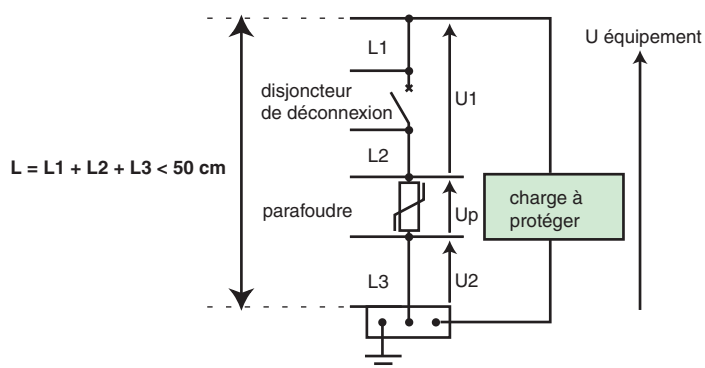 L1
U équipement
disjoncteur
de déconnexion
U1
L = L1 + L2 + L3 < 50 cm
L2
charge à
protéger
parafoudre
Up
L3
U2